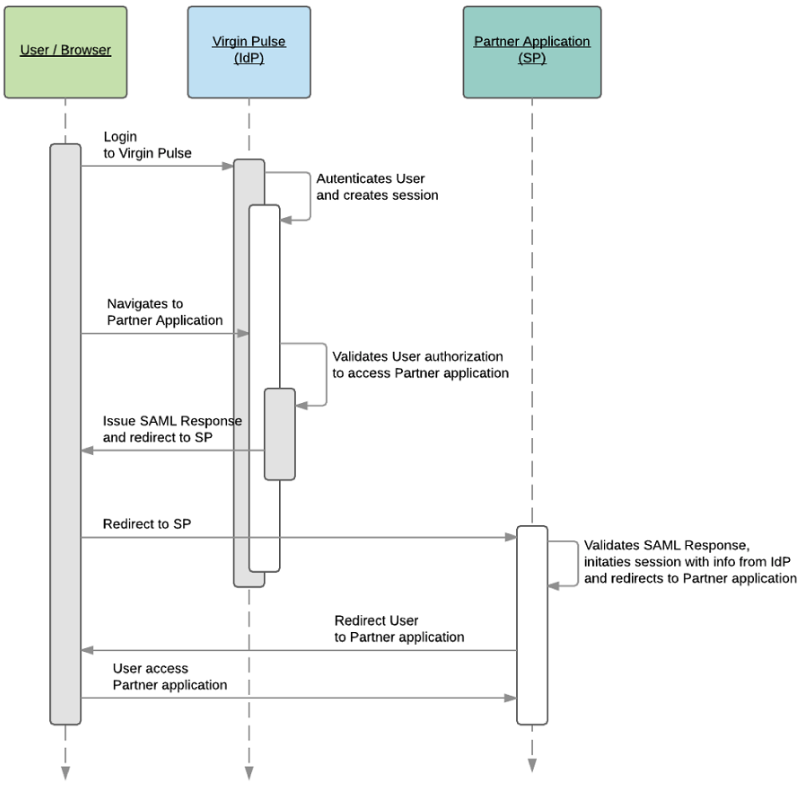 User / Browser
Virgin Pulse
(IdP)
Partner Application
(SP)
Login
to Virgin Pulse
Autenticates User
and creates session
Navigates to
Partner Application
Validates User authorization
to access Partner application
Issue SAML Response
and redirect to SP
Redirect to SP
Validates SAML Response,
initaties session with info from IdP
and redirects to Partner application
Redirect User
to Partner application
User access
Partner application